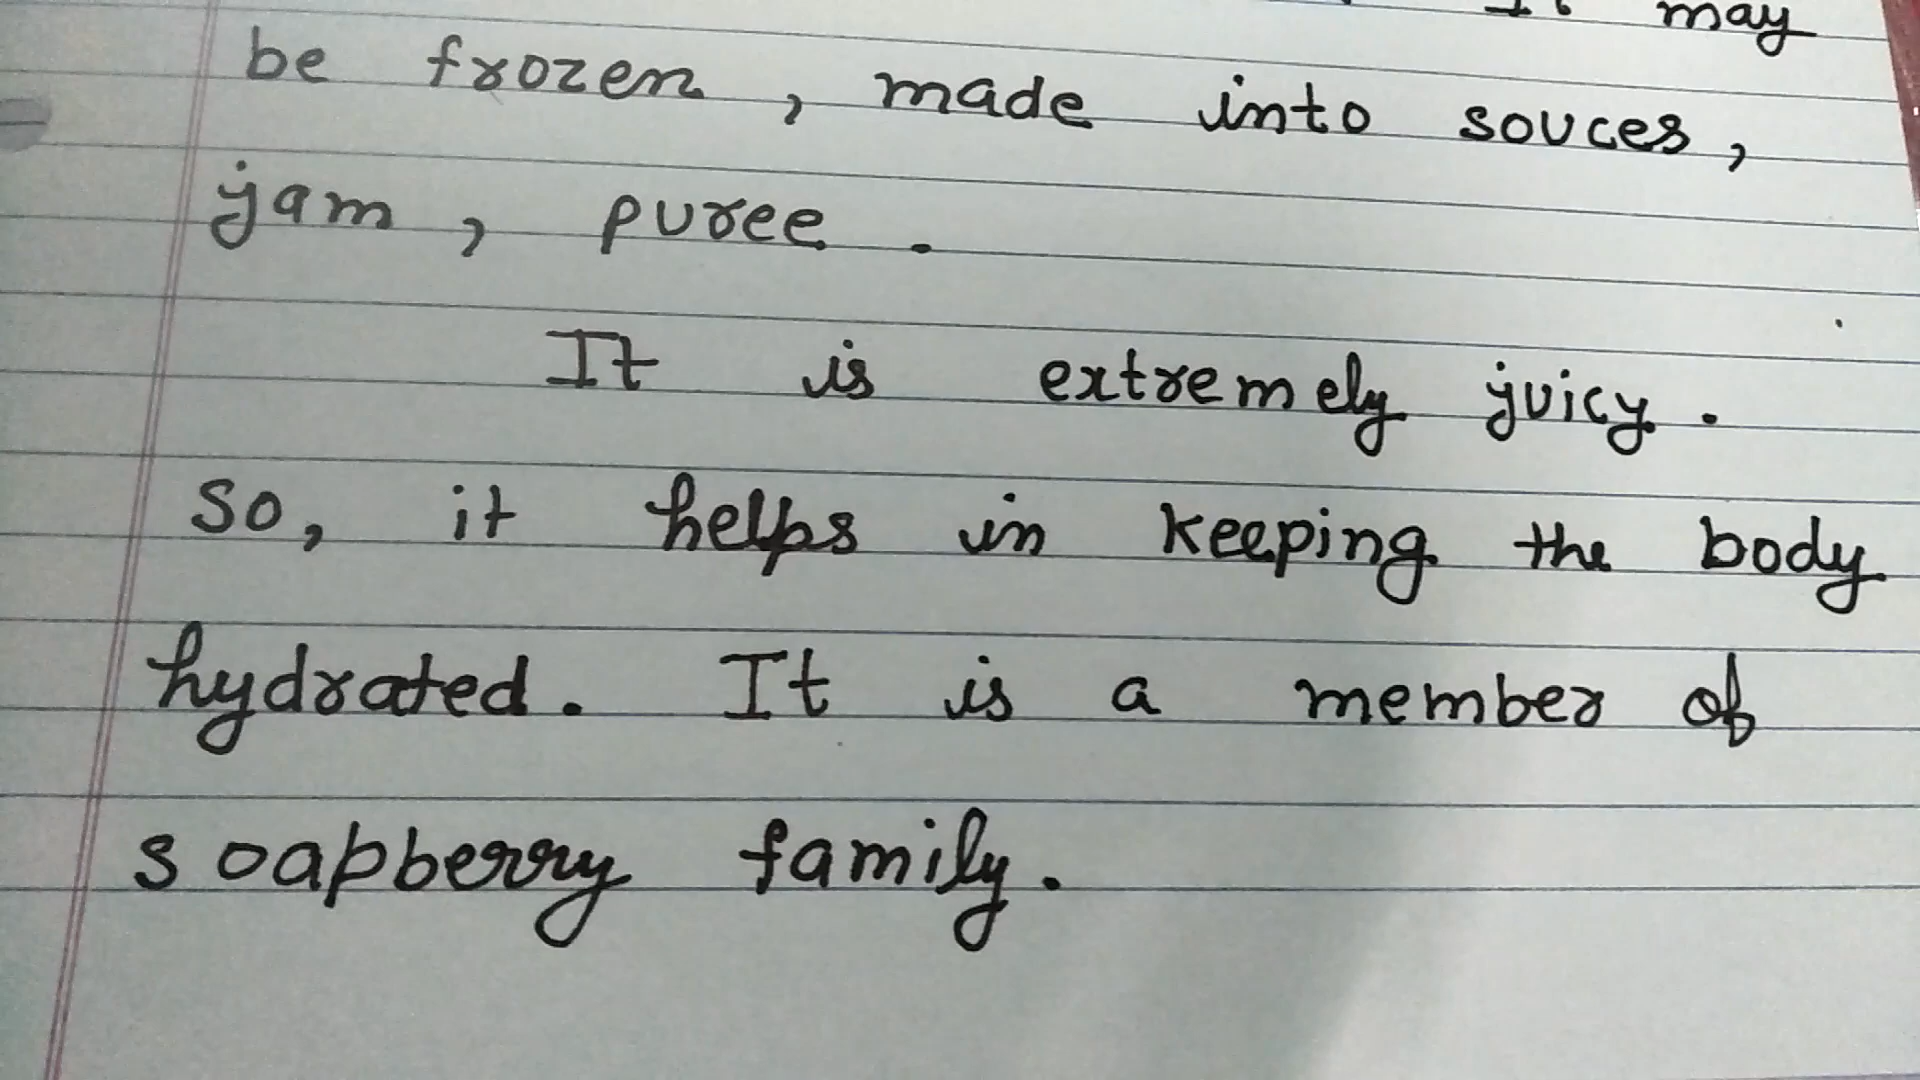 It may
be frozen, made into souces,
jam, puree.
It is extremely juicy.
so, it helps in keeping the body
hydrated. It is a member of
soapberry family.